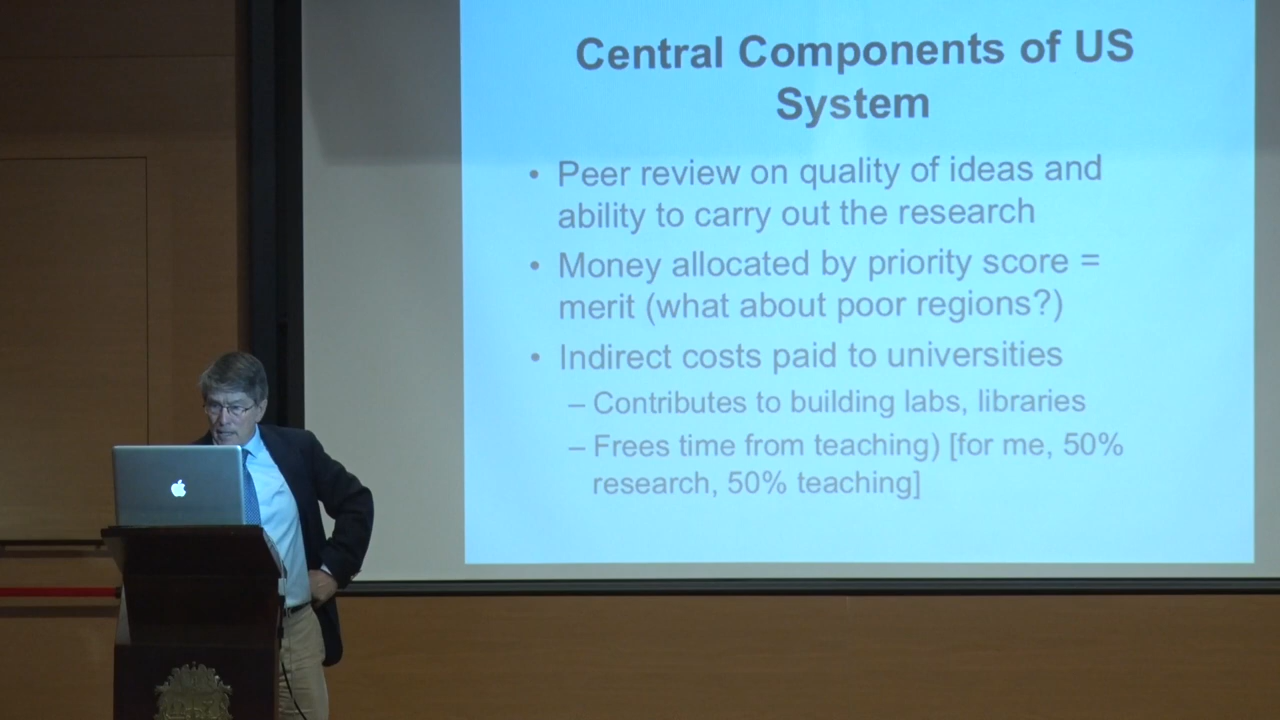 Central Components of US
System
• Peer review on quality of ideas and
ability to carry out the research
• Money allocated by priority score =
merit (what about poor regions?)
• Indirect costs paid to universities
– Contributes to building labs, libraries
– Frees time from teaching) [for me, 50%
research, 50% teaching]